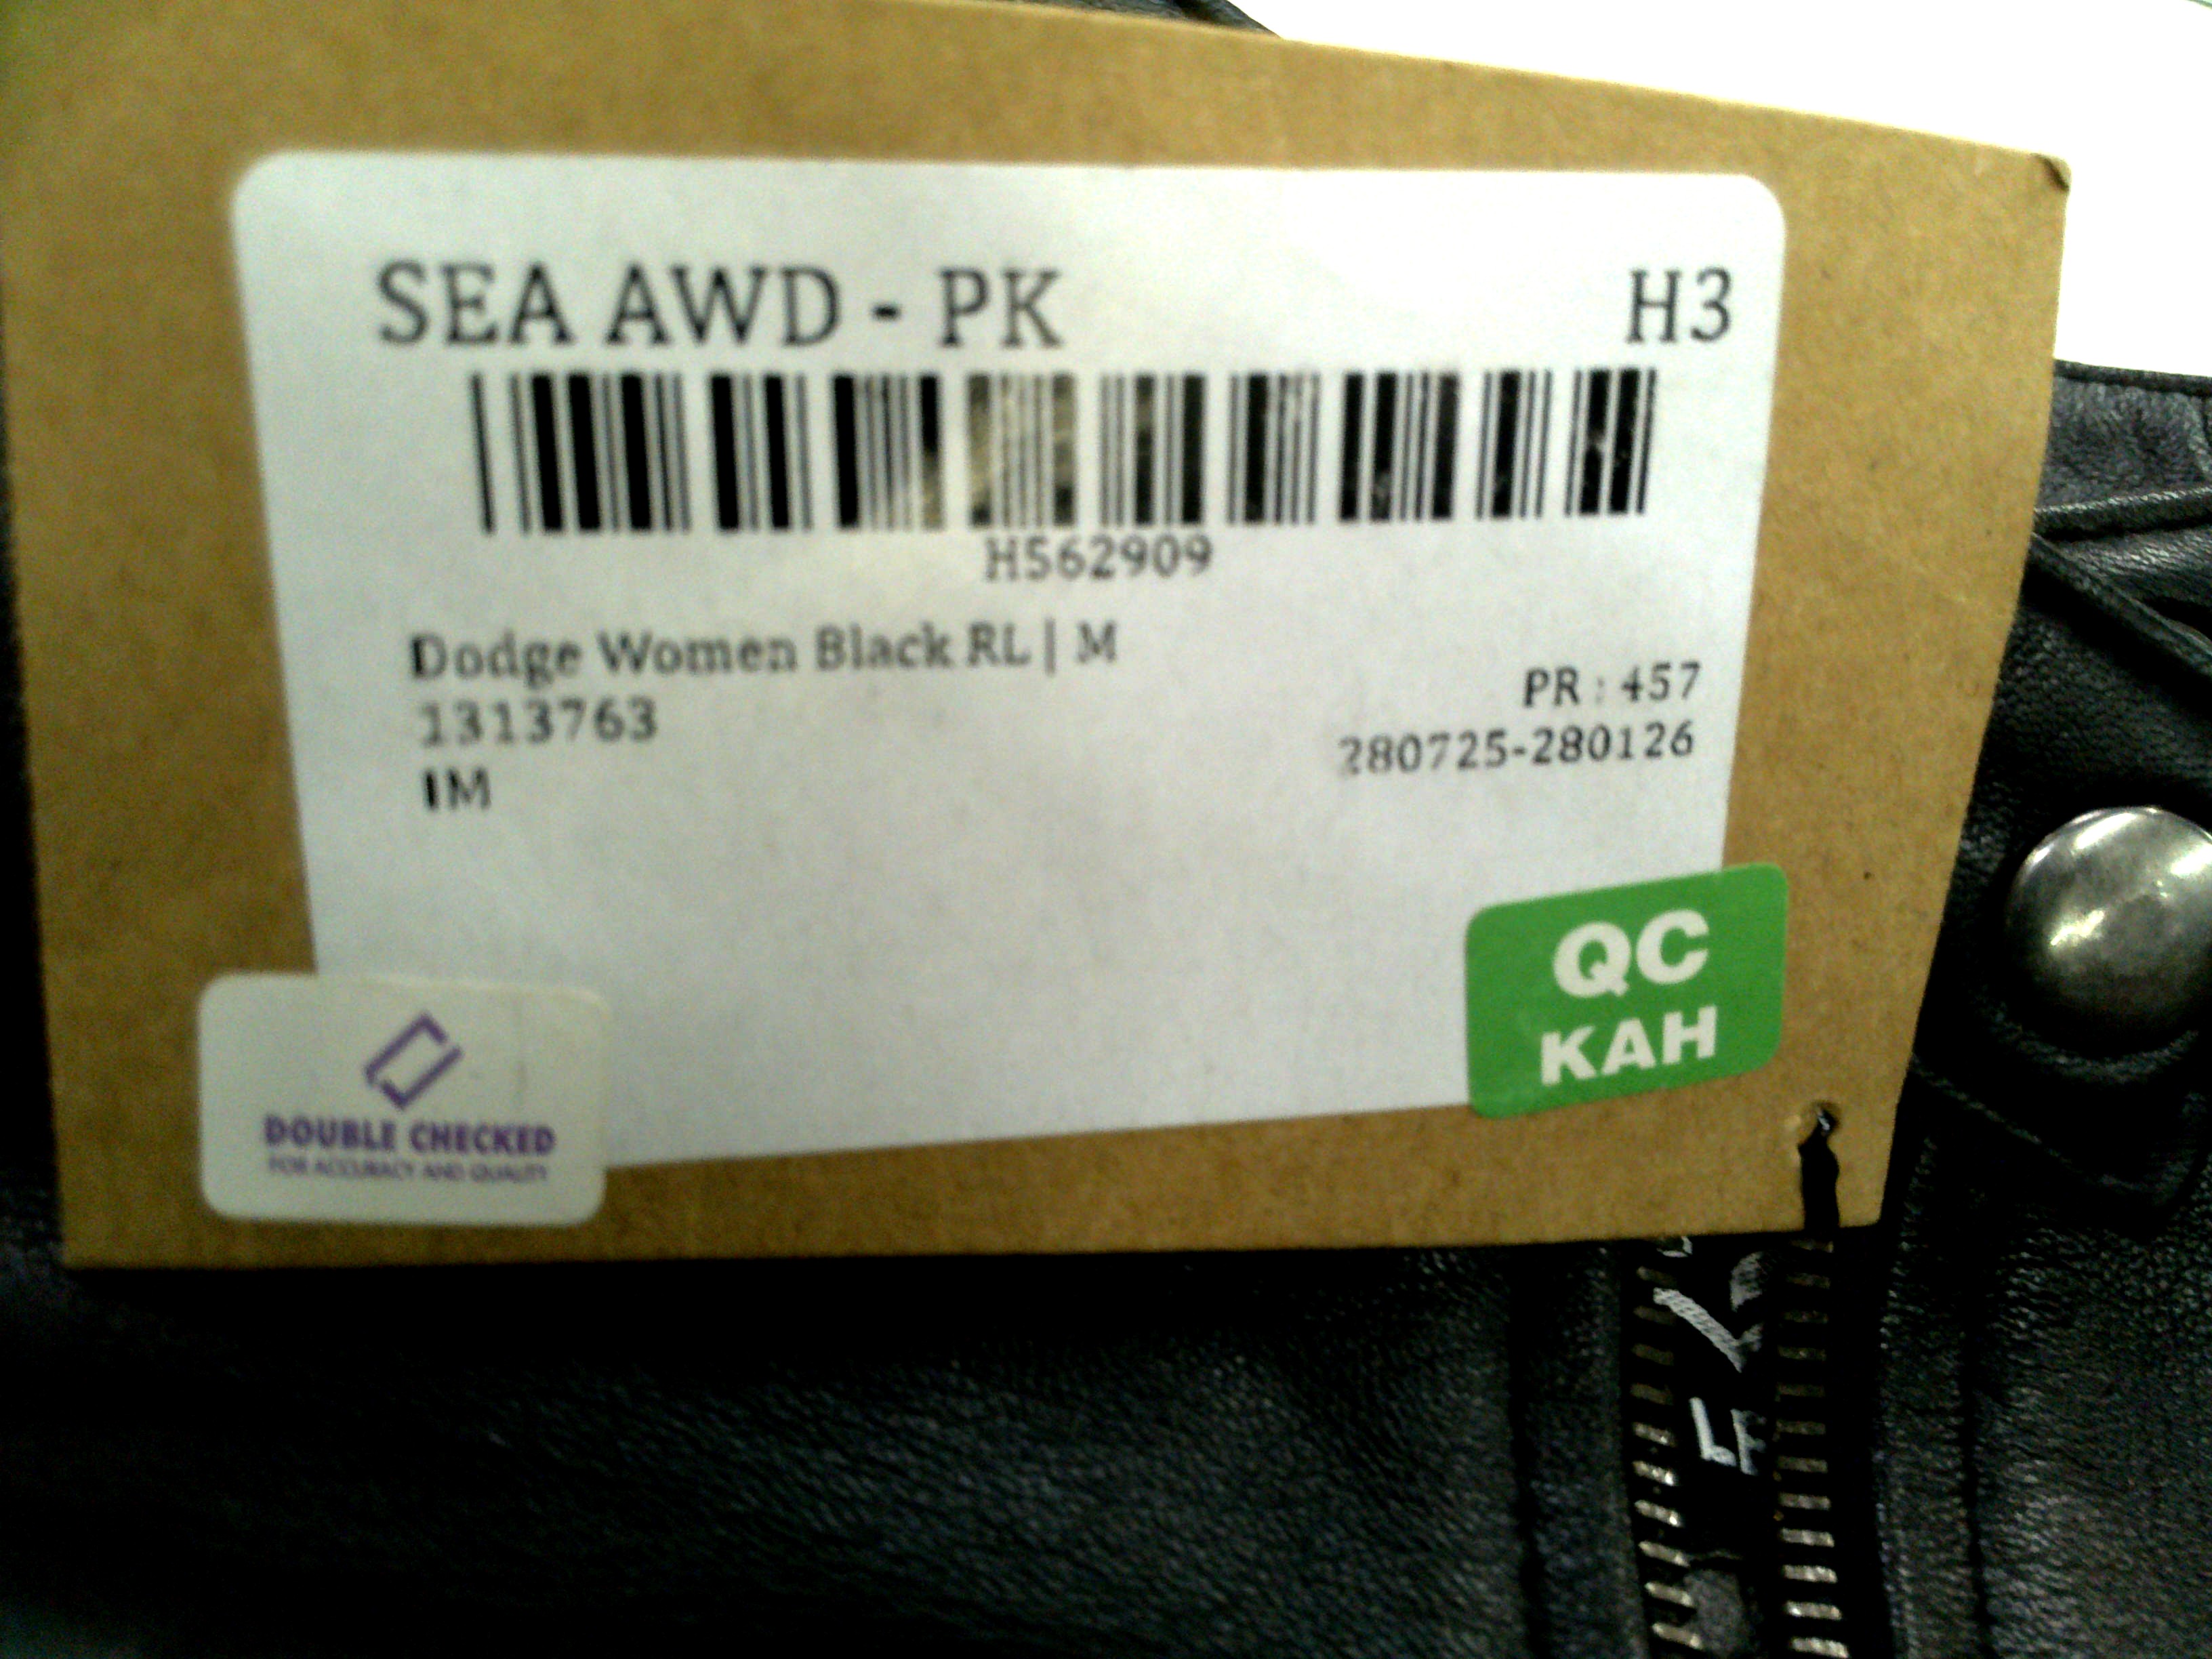 SEA AWD - PK
H3
H562909
Dodge Women Black RL | M
1313763
PR : 457
280725-280126
IM
QC
KAH
DOUBLE CHECKED
FOR ACCURACY AND QUALITY
LE